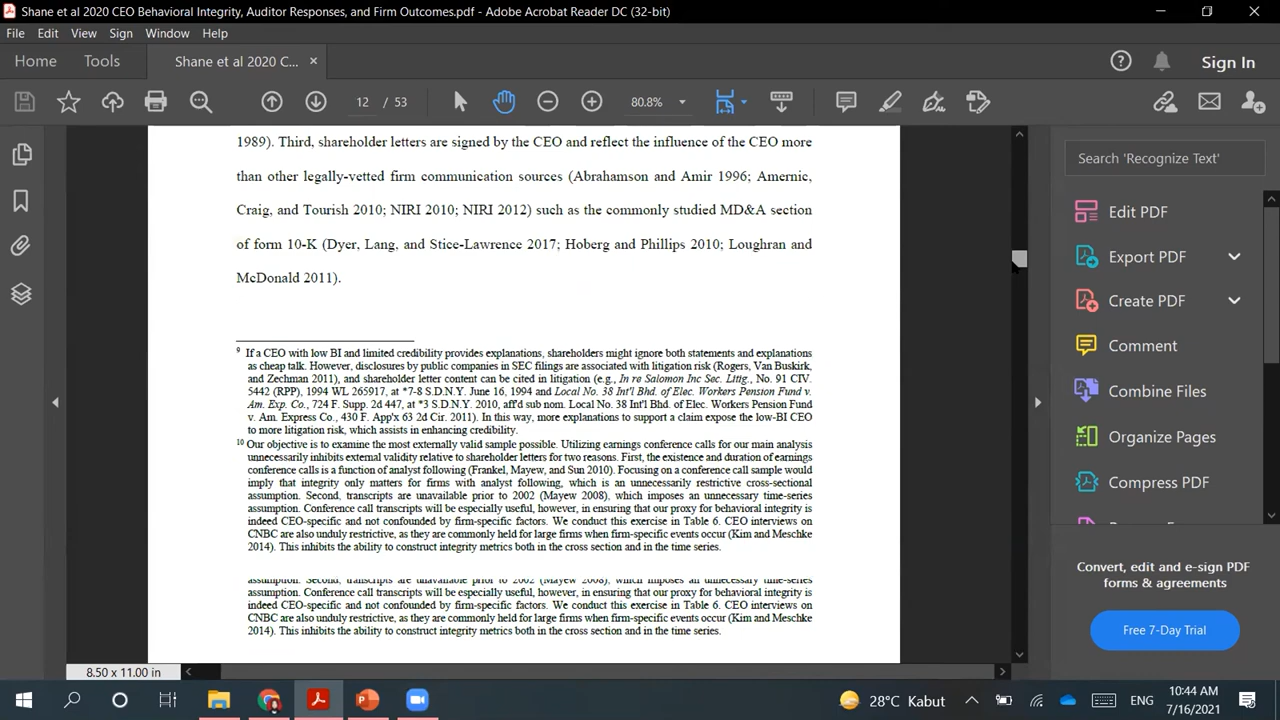 Shane et al 2020 CEO Behavioral Integrity, Auditor Responses, and Firm Outcomes.pdf - Adobe Acrobat Reader DC (32-bit)
File Edit View Sign Window Help
Home Tools Shane et al 2020 C... × Sign In
12 / 53 80.8%
1989). Third, shareholder letters are signed by the CEO and reflect the influence of the CEO more
than other legally-vetted firm communication sources (Abrahamson and Amir 1996; Amernic,
Craig, and Tourish 2010; NIRI 2010; NIRI 2012) such as the commonly studied MD&A section
of form 10-K (Dyer, Lang, and Stice-Lawrence 2017; Hoberg and Phillips 2010; Loughran and
McDonald 2011).
9 If a CEO with low BI and limited credibility provides explanations, shareholders might ignore both statements and explanations
as cheap talk. However, disclosures by public companies in SEC filings are associated with litigation risk (Rogers, Van Buskirk,
and Zechman 2011), and shareholder letter content can be cited in litigation (e.g., In re Salomon Inc Sec. Litig., No. 91 CIV.
5442 (RPP), 1994 WL 265917, at *7-8 S.D.N.Y. June 16, 1994 and Local No. 38 Int'l Bhd. of Elec. Workers Pension Fund v.
Am. Exp. Co., 724 F. Supp. 2d 447, at *3 S.D.N.Y. 2010, aff'd sub nom. Local No. 38 Int'l Bhd. of Elec. Workers Pension Fund
v. Am. Express Co., 430 F. App'x 63 2d Cir. 2011). In this way, more explanations to support a claim expose the low-BI CEO
to more litigation risk, which assists in enhancing credibility.
10 Our objective is to examine the most externally valid sample possible. Utilizing earnings conference calls for our main analysis
unnecessarily inhibits external validity relative to shareholder letters for two reasons. First, the existence and duration of earnings
conference calls is a function of analyst following (Frankel, Mayew, and Sun 2010). Focusing on a conference call sample would
imply that integrity only matters for firms with analyst following, which is an unnecessarily restrictive cross-sectional
assumption. Second, transcripts are unavailable prior to 2002 (Mayew 2008), which imposes an unnecessary time-series
assumption. Conference call transcripts will be especially useful, however, in ensuring that our proxy for behavioral integrity is
indeed CEO-specific and not confounded by firm-specific factors. We conduct this exercise in Table 6. CEO interviews on
CNBC are also unduly restrictive, as they are commonly held for large firms when firm-specific events occur (Kim and Meschke
2014). This inhibits the ability to construct integrity metrics both in the cross section and in the time series.
assumption. Second, transcripts are unavailable prior to 2002 (Mayew 2008), which imposes an unnecessary time-series
assumption. Conference call transcripts will be especially useful, however, in ensuring that our proxy for behavioral integrity is
indeed CEO-specific and not confounded by firm-specific factors. We conduct this exercise in Table 6. CEO interviews on
CNBC are also unduly restrictive, as they are commonly held for large firms when firm-specific events occur (Kim and Meschke
2014). This inhibits the ability to construct integrity metrics both in the cross section and in the time series.
8.50 x 11.00 in
Search 'Recognize Text'
Edit PDF
Export PDF
Create PDF
Comment
Combine Files
Organize Pages
Compress PDF
Convert, edit and e-sign PDF
forms & agreements
Free 7-Day Trial
28°C Kabut
ENG
10:44 AM
7/16/2021